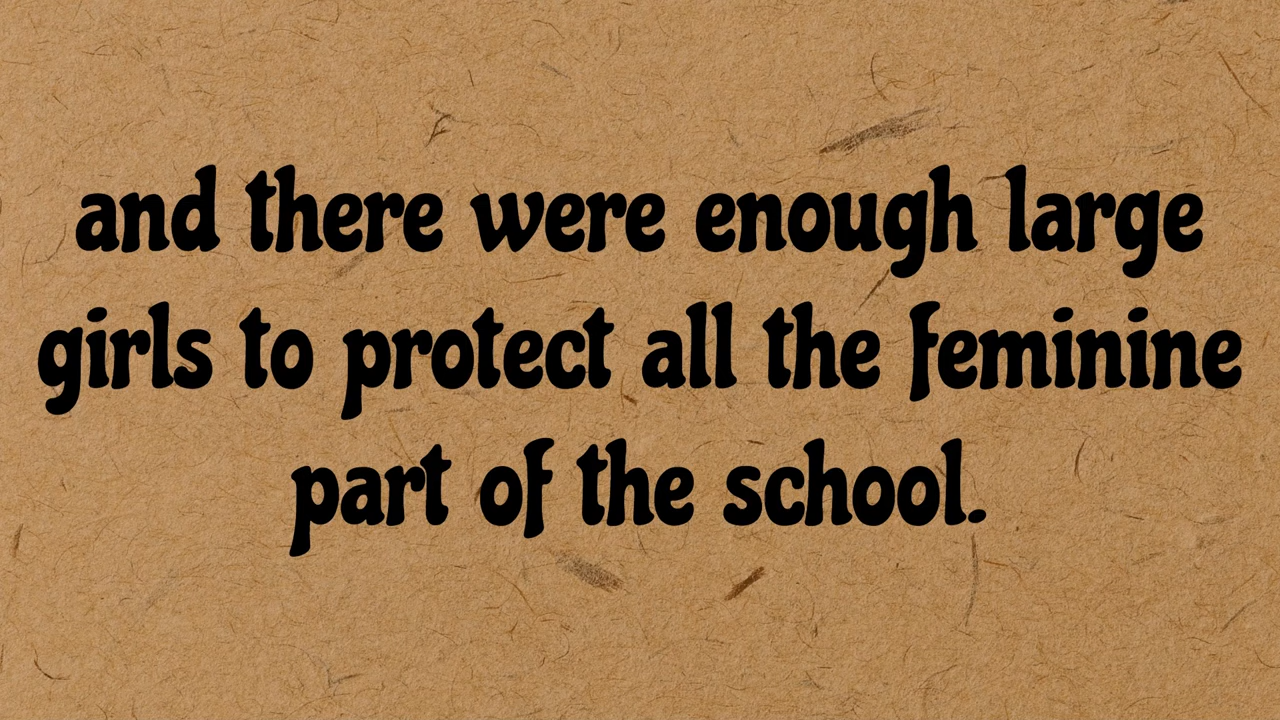 and there were enough large
girls to protect all the feminine
part of the school.